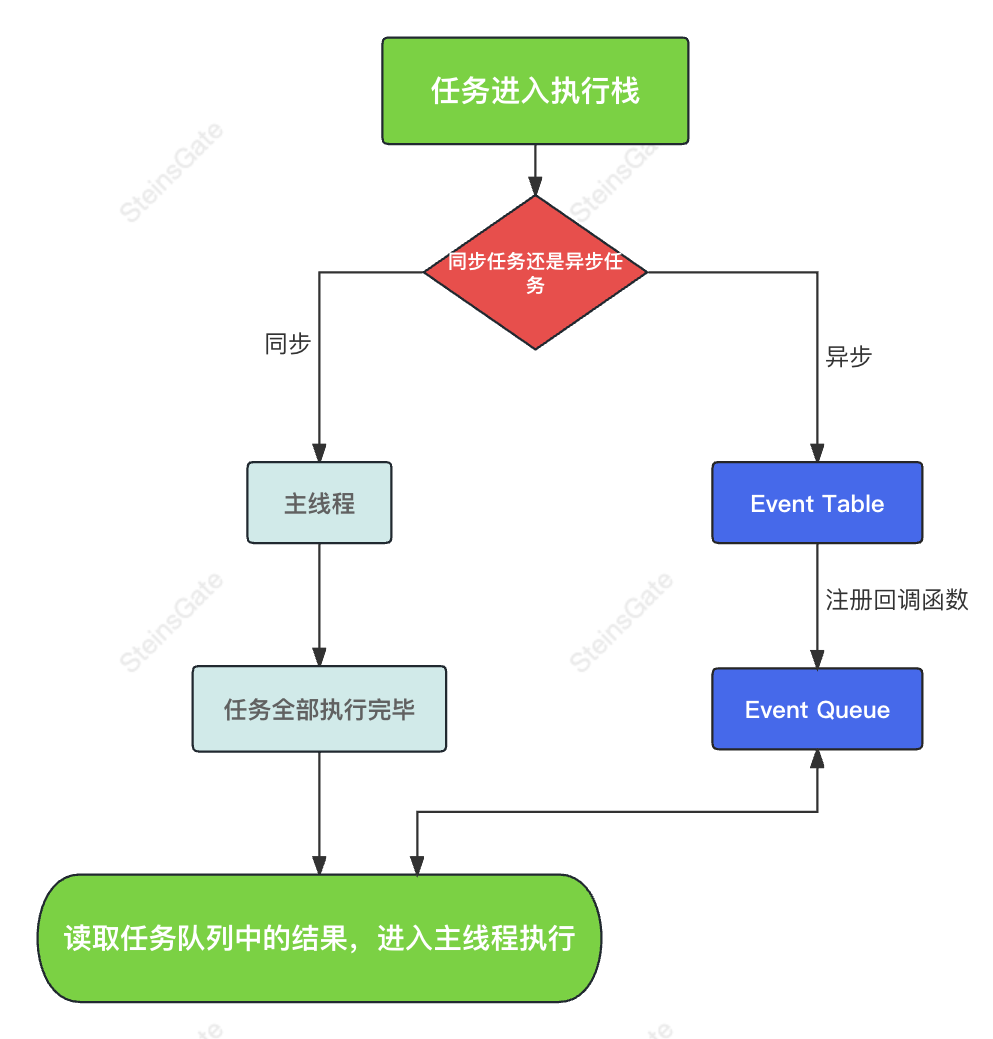 任务进入执行栈
SteinsGate
SteinsGate
同步任务还是异步任
务
同步
异步
主线程
Event Table
注册回调函数
SteinsGate
SteinsGate
任务全部执行完毕
Event Queue
读取任务队列中的结果，进入主线程执行